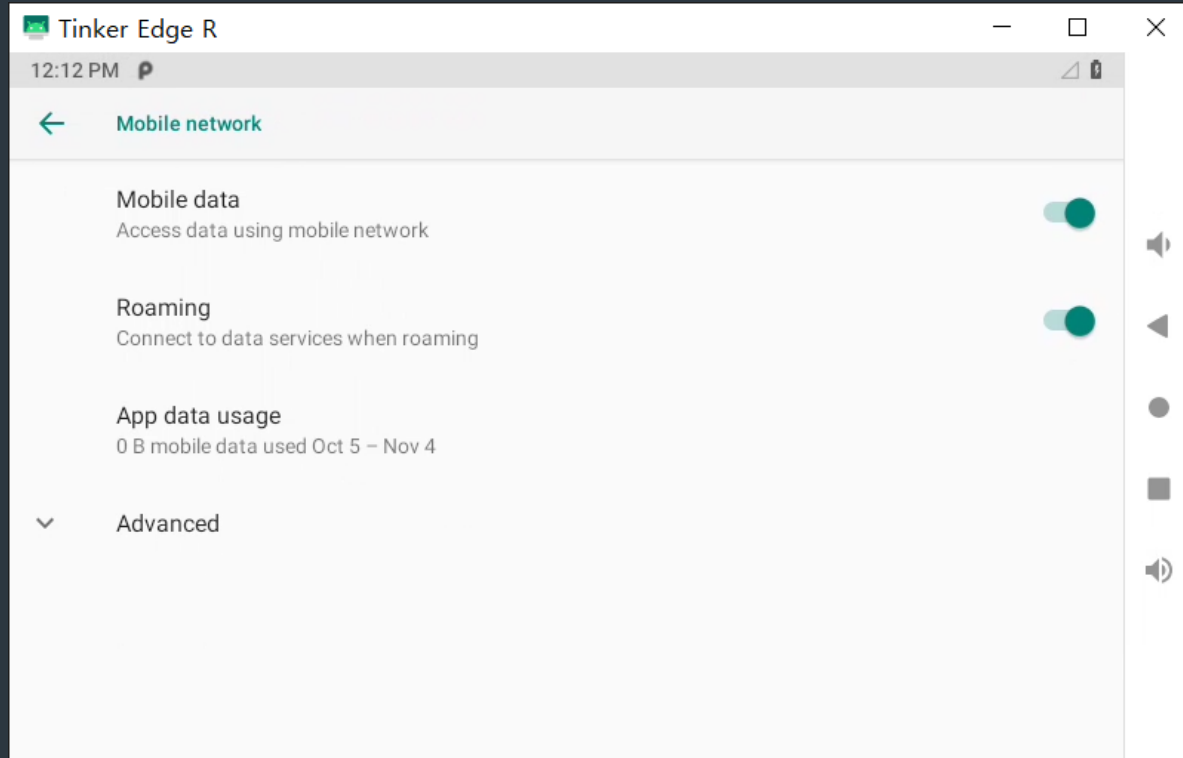 Tinker Edge R
12:12 PM
Mobile network
Mobile data
Access data using mobile network
Roaming
Connect to data services when roaming
App data usage
0 B mobile data used Oct 5 – Nov 4
Advanced